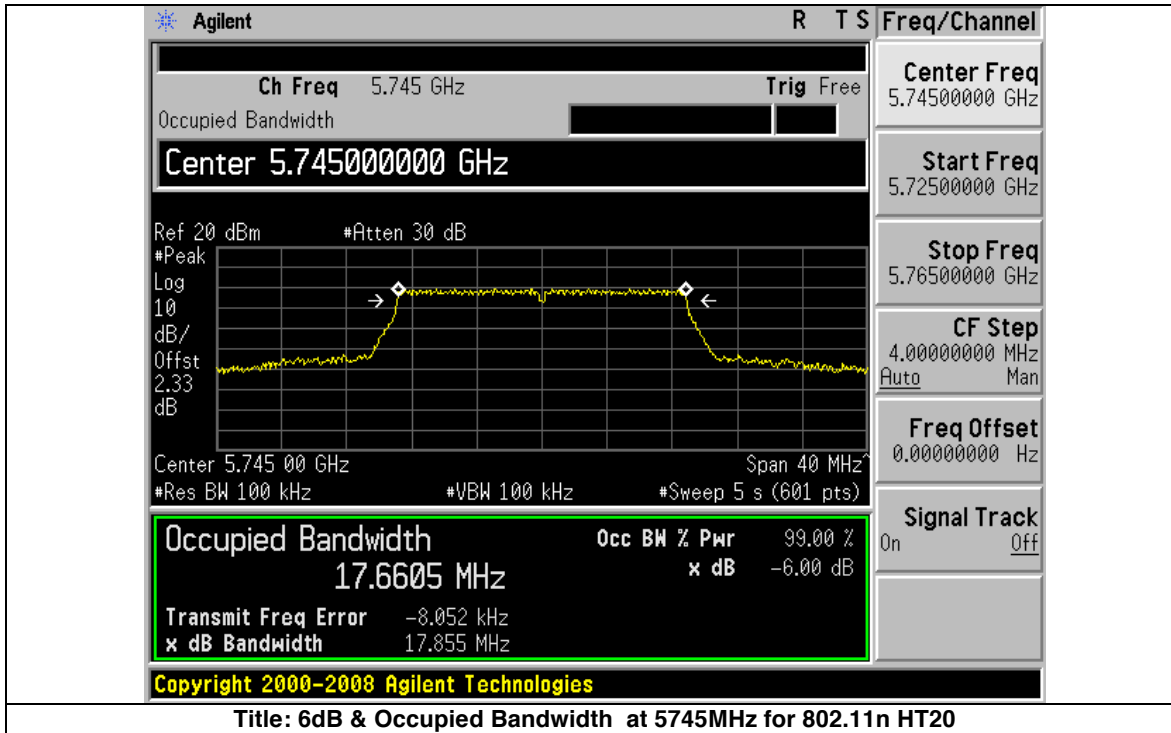 Agilent R T S Freq/Channel
Ch Freq 5.745 GHz Trig Free
Occupied Bandwidth
Center 5.745000000 GHz
Center Freq
5.74500000 GHz
Start Freq
5.72500000 GHz
Stop Freq
5.76500000 GHz
CF Step
4.00000000 MHz
Auto Man
Freq Offset
0.00000000 Hz
Signal Track
On Off
Ref 20 dBm #Atten 30 dB
#Peak
Log
10
dB/
Offst
2.33
dB
Center 5.745 00 GHz Span 40 MHz^
#Res BW 100 kHz #VBW 100 kHz #Sweep 5 s (601 pts)
Occupied Bandwidth Occ BW % Pwr 99.00 %
17.6605 MHz x dB -6.00 dB
Transmit Freq Error -8.052 kHz
x dB Bandwidth 17.855 MHz
Copyright 2000-2008 Agilent Technologies
Title: 6dB & Occupied Bandwidth at 5745MHz for 802.11n HT20